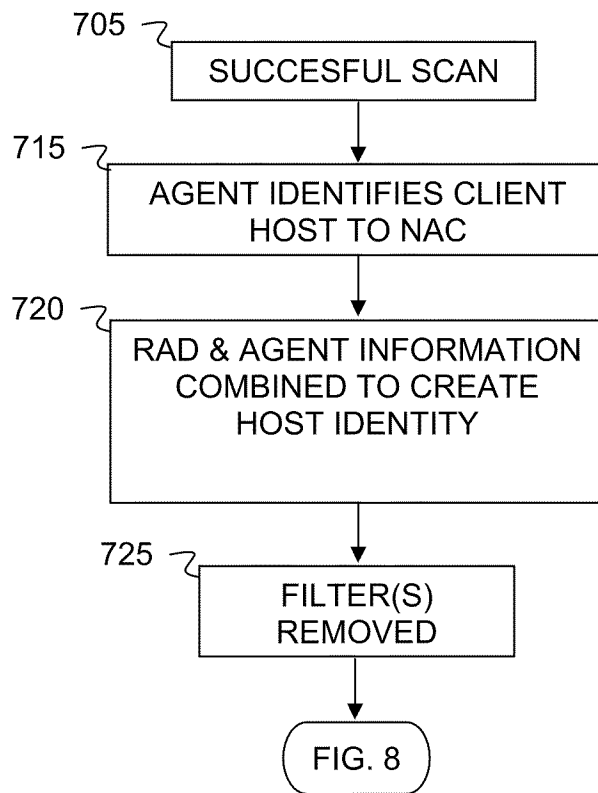 705
SUCCESFUL SCAN
715
AGENT IDENTIFIES CLIENT
HOST TO NAC
720
RAD & AGENT INFORMATION
COMBINED TO CREATE
HOST IDENTITY
725
FILTER(S)
REMOVED
FIG. 8